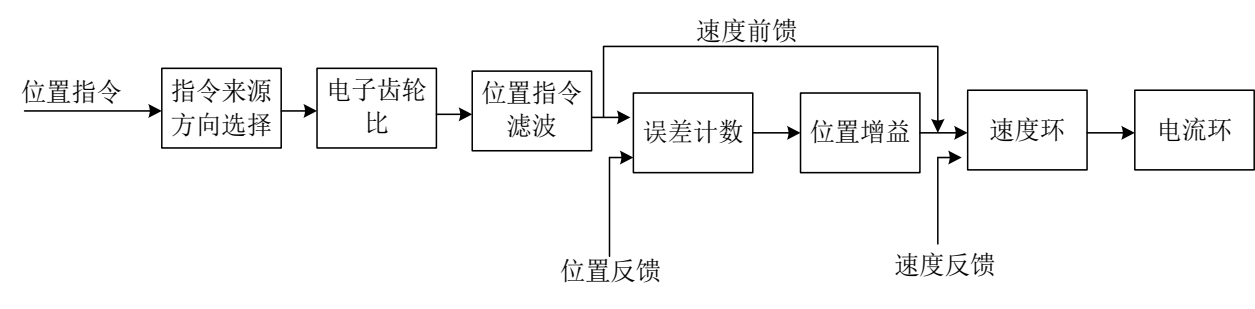 速度前馈
位置指令
指令来源
方向选择
电子齿轮
比
位置指令
滤波
误差计数
位置增益
速度环
电流环
位置反馈
速度反馈